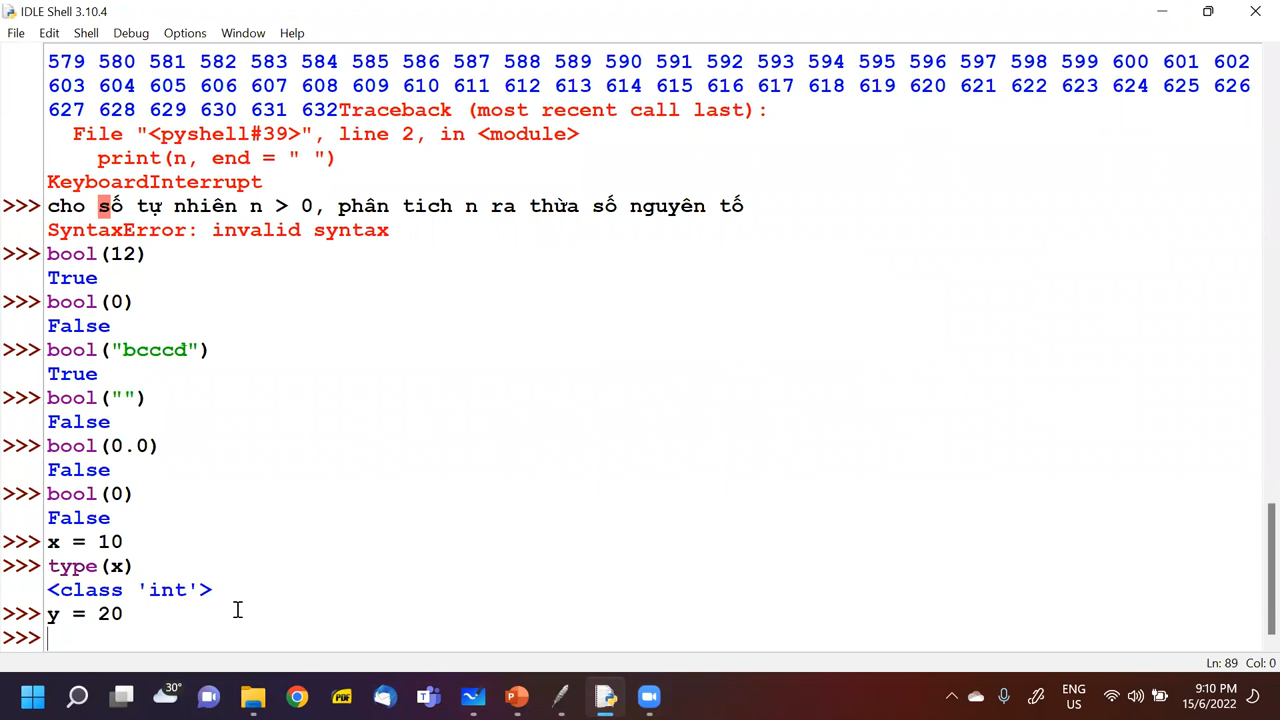 IDLE Shell 3.10.4
File Edit Shell Debug Options Window Help
579 580 581 582 583 584 585 586 587 588 589 590 591 592 593 594 595 596 597 598 599 600 601 602
603 604 605 606 607 608 609 610 611 612 613 614 615 616 617 618 619 620 621 622 623 624 625 626
627 628 629 630 631 632Traceback (most recent call last):
File "<pyshell#39>", line 2, in <module>
print(n, end = " ")
KeyboardInterrupt
>>> cho số tự nhiên n > 0, phân tich n ra thừa số nguyên tố
SyntaxError: invalid syntax
>>> bool(12)
True
>>> bool(0)
False
>>> bool("bcccd")
True
>>> bool("")
False
>>> bool(0.0)
False
>>> bool(0)
False
>>> x = 10
>>> type(x)
<class 'int'>
>>> y = 20
>>>
Ln: 89 Col: 0
30°
PDF
ENG
US
9:10 PM
15/6/2022